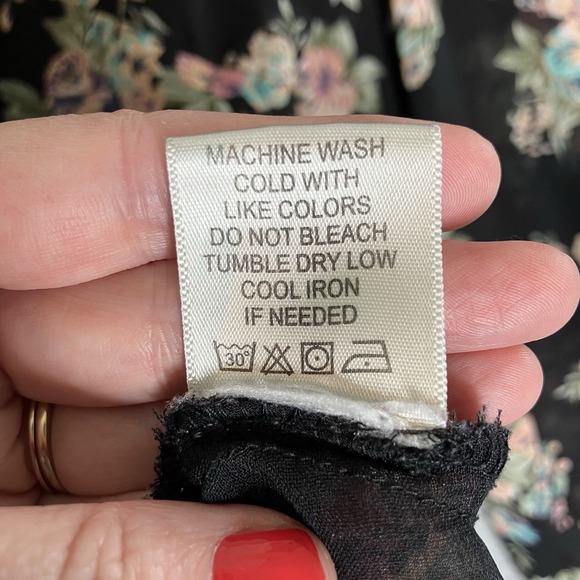 MACHINE WASH
COLD WITH
LIKE COLORS
DO NOT BLEACH
TUMBLE DRY LOW
COOL IRON
IF NEEDED
30°